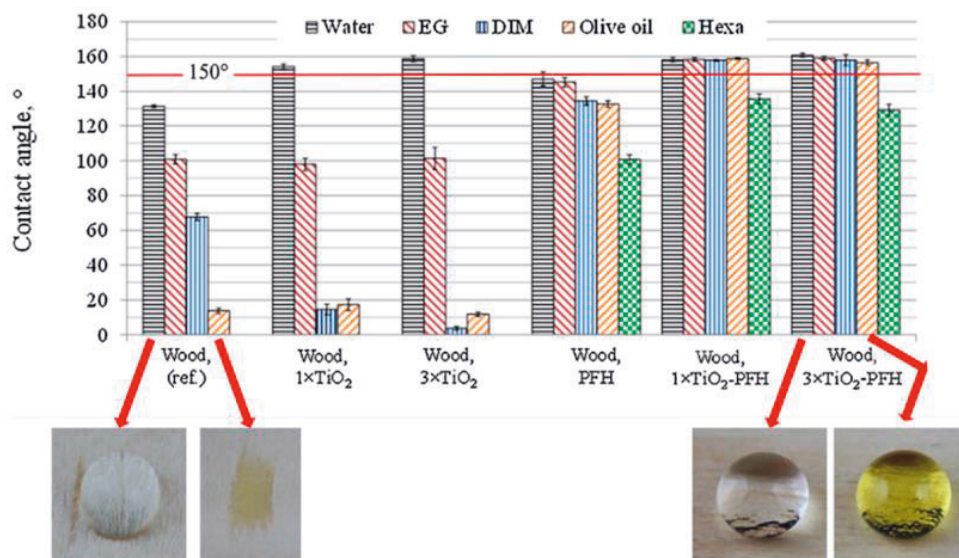 Contact angle, °
180
160
140
120
100
80
60
40
20
0
Water EG DIM Olive oil Hexa
150°
Wood, (ref.)
Wood, 1×TiO₂
Wood, 3×TiO₂
Wood, PFH
Wood, 1×TiO₂-PFH
Wood, 3×TiO₂-PFH